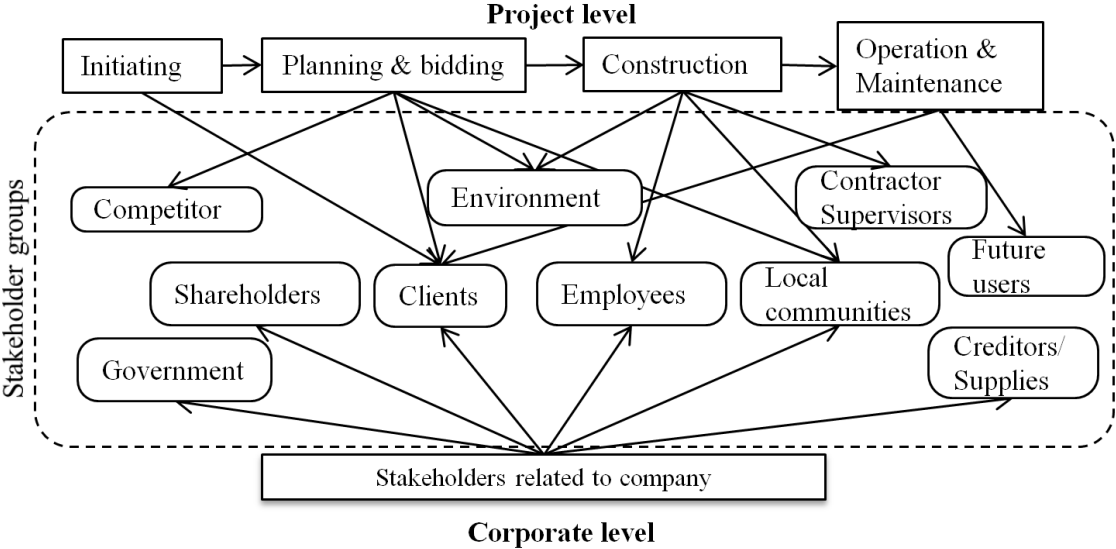 Project level
Initiating
Planning & bidding
Construction
Operation &
Maintenance
Stakeholder groups
Competitor
Environment
Contractor
Supervisors
Future
users
Shareholders
Clients
Employees
Local
communities
Government
Creditors/
Supplies
Stakeholders related to company
Corporate level